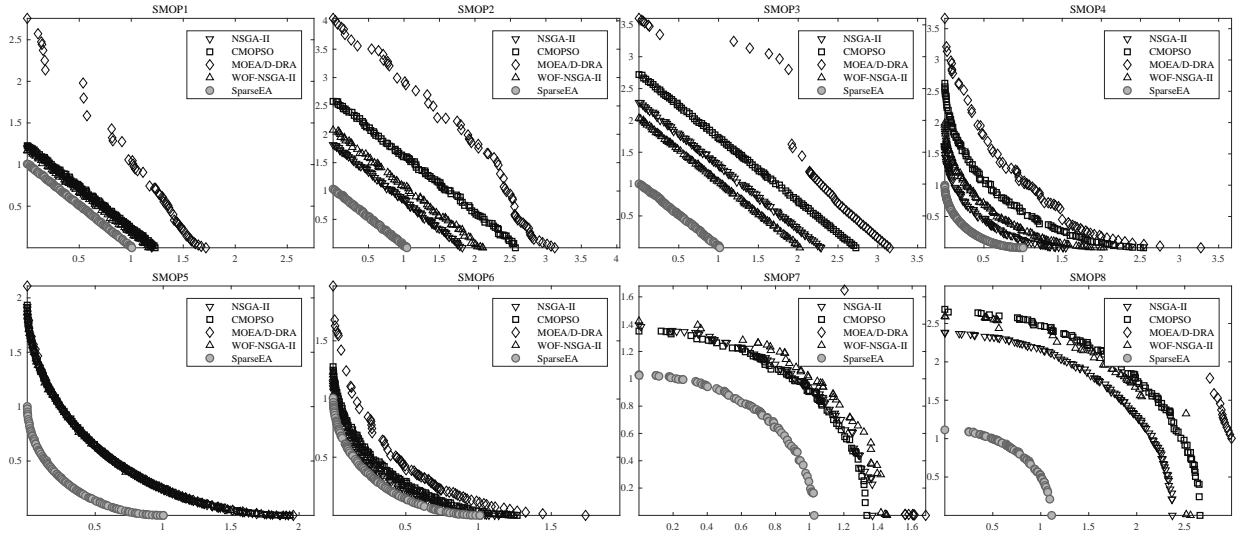 SMOP1
2.5
2
1.5
1
0.5
NSGA-II
CMOPSO
MOEA/D-DRA
WOF-NSGA-II
SparseEA
0.5 1 1.5 2 2.5
SMOP2
4
3.5
3
2.5
2
1.5
1
0.5
NSGA-II
CMOPSO
MOEA/D-DRA
WOF-NSGA-II
SparseEA
0.5 1 1.5 2 2.5 3 3.5 4
SMOP3
3.5
3
2.5
2
1.5
1
0.5
NSGA-II
CMOPSO
MOEA/D-DRA
WOF-NSGA-II
SparseEA
0.5 1 1.5 2 2.5 3 3.5
SMOP4
3.5
3
2.5
2
1.5
1
0.5
NSGA-II
CMOPSO
MOEA/D-DRA
WOF-NSGA-II
SparseEA
0.5 1 1.5 2 2.5 3 3.5
SMOP5
2
1.5
1
0.5
NSGA-II
CMOPSO
MOEA/D-DRA
WOF-NSGA-II
SparseEA
0.5 1 1.5 2
SMOP6
2
1.5
1
0.5
NSGA-II
CMOPSO
MOEA/D-DRA
WOF-NSGA-II
SparseEA
0.5 1 1.5 2
SMOP7
1.6
1.4
1.2
1.0
0.8
0.6
0.4
0.2
NSGA-II
CMOPSO
MOEA/D-DRA
WOF-NSGA-II
SparseEA
0.2 0.4 0.6 0.8 1.0 1.2 1.4 1.6
SMOP8
2.5
2
1.5
1
0.5
NSGA-II
CMOPSO
MOEA/D-DRA
WOF-NSGA-II
SparseEA
0.5 1 1.5 2 2.5